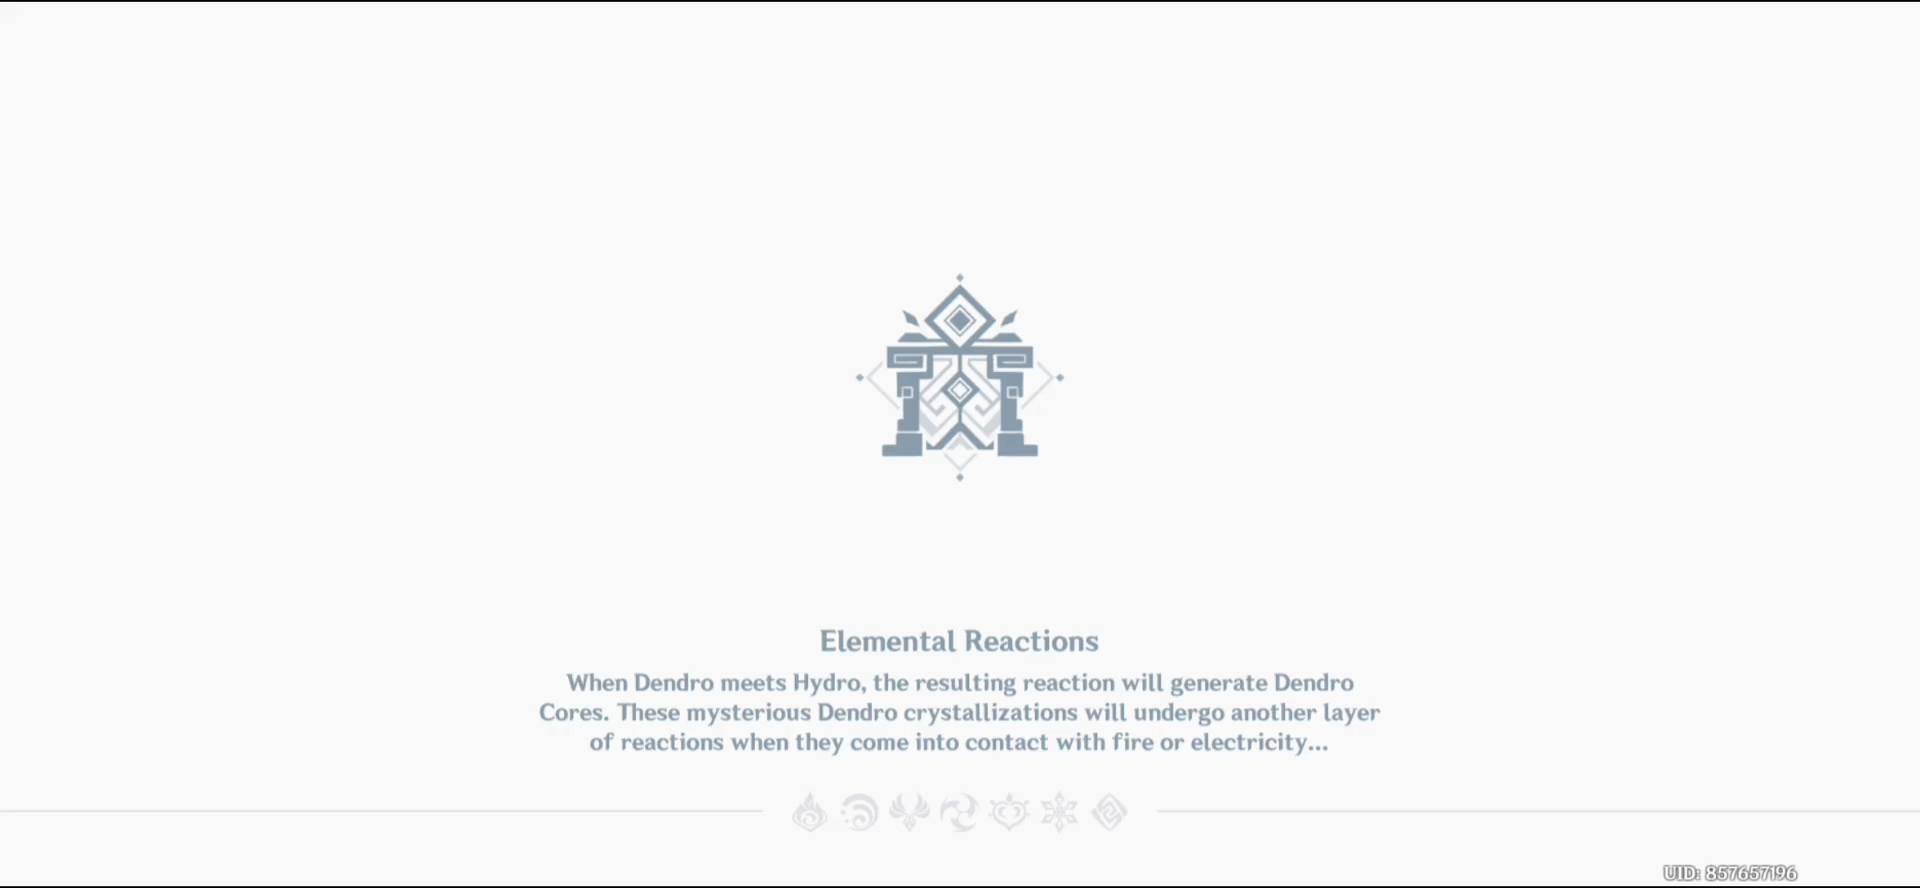 Elemental Reactions
When Dendro meets Hydro, the resulting reaction will generate Dendro
Cores. These mysterious Dendro crystallizations will undergo another layer
of reactions when they come into contact with fire or electricity...
UID: 857657196